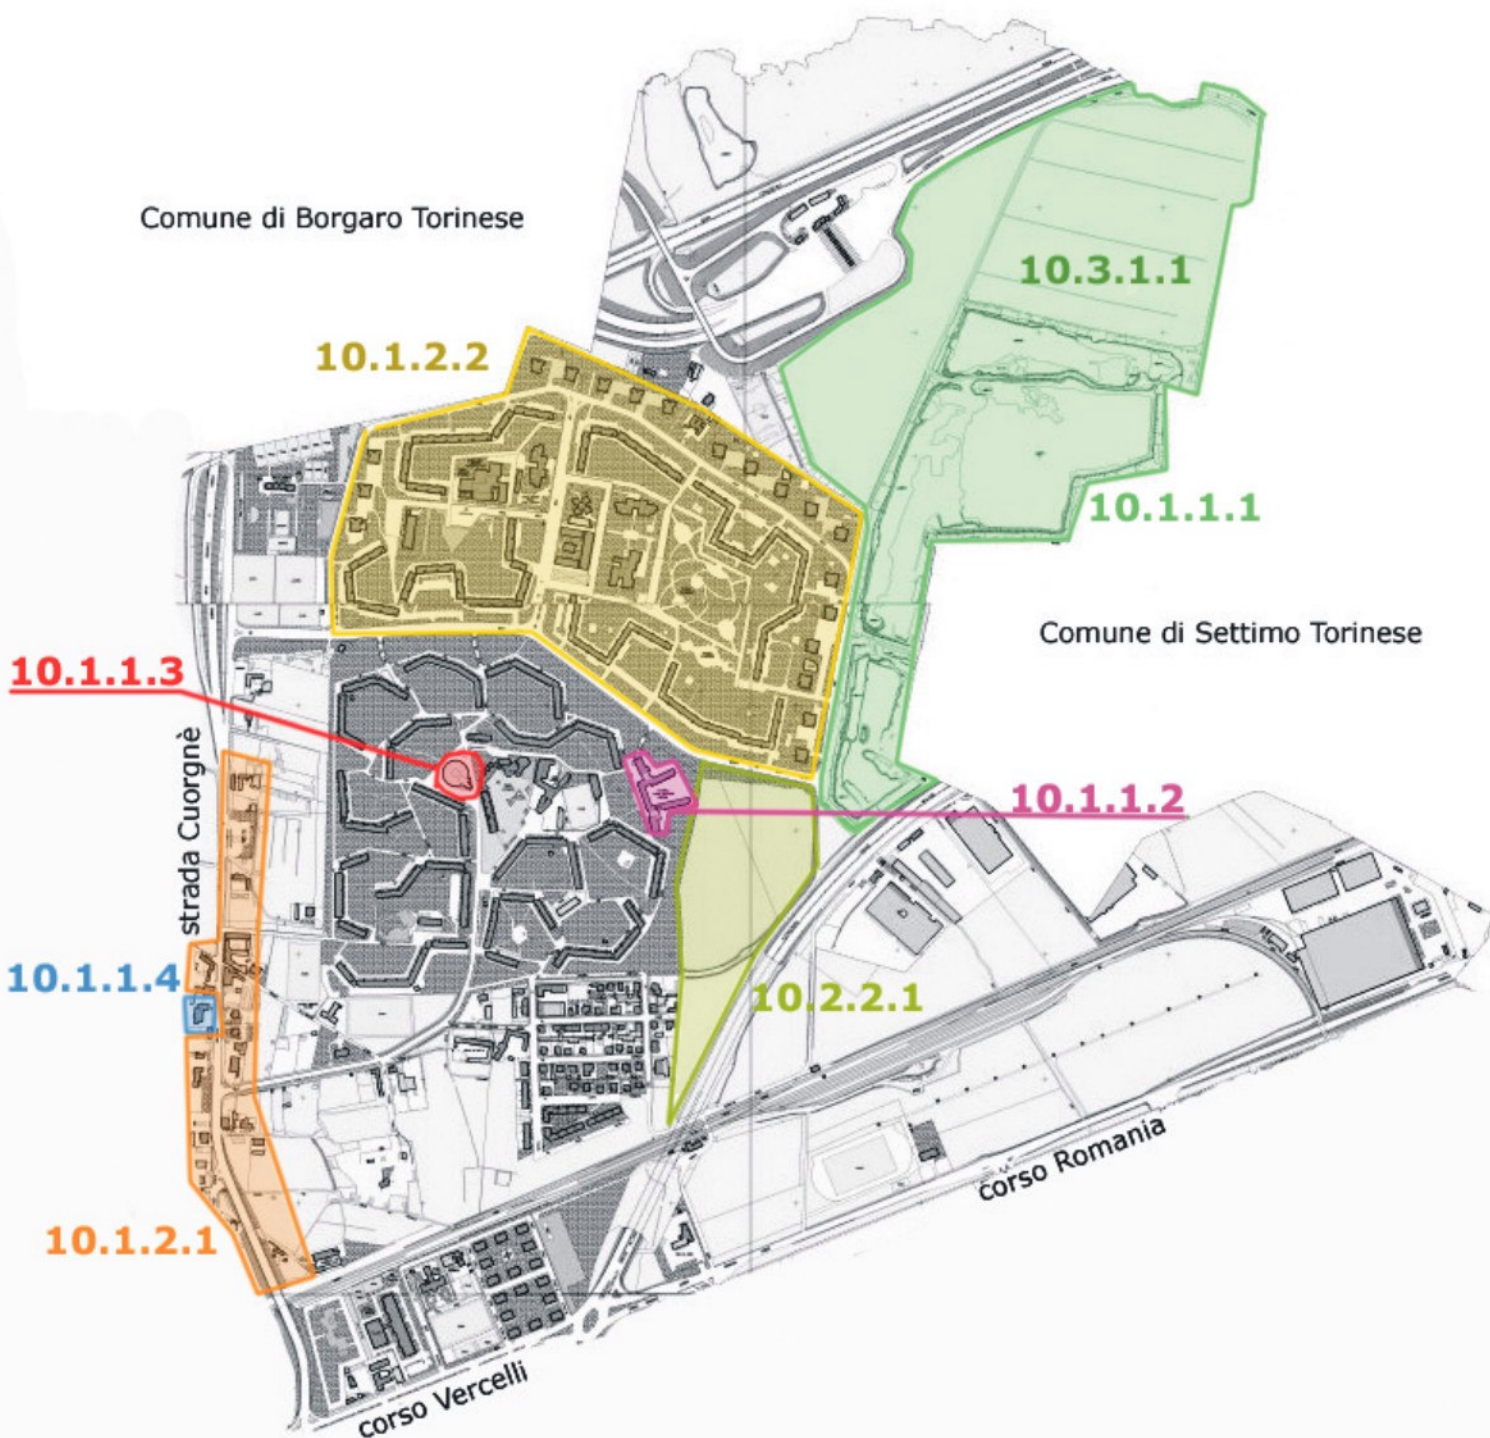 Comune di Borgaro Torinese
10.3.1.1
10.1.2.2
10.1.1.1
Comune di Settimo Torinese
10.1.1.3
strada Cuorgnè
10.1.1.2
10.1.1.4
10.2.2.1
corso Romania
10.1.2.1
corso Vercelli